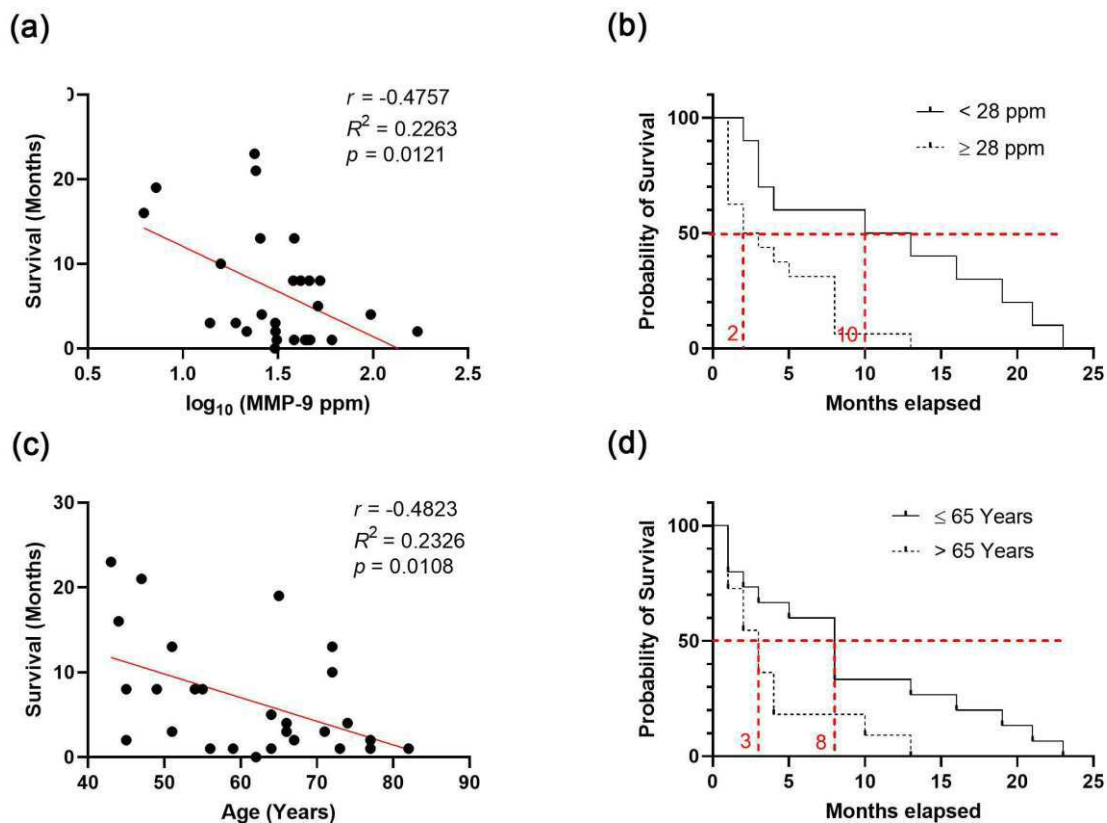 (a)
r = -0.4757
R² = 0.2263
p = 0.0121
Survival (Months)
20
10
0
0.5 1.0 1.5 2.0 2.5
log₁₀ (MMP-9 ppm)
(b)
< 28 ppm
≥ 28 ppm
Probability of Survival
100
50
0
2 10
0 5 10 15 20 25
Months elapsed
(c)
r = -0.4823
R² = 0.2326
p = 0.0108
Survival (Months)
30
20
10
0
40 50 60 70 80 90
Age (Years)
(d)
≤ 65 Years
> 65 Years
Probability of Survival
100
50
0
3 8
0 5 10 15 20 25
Months elapsed